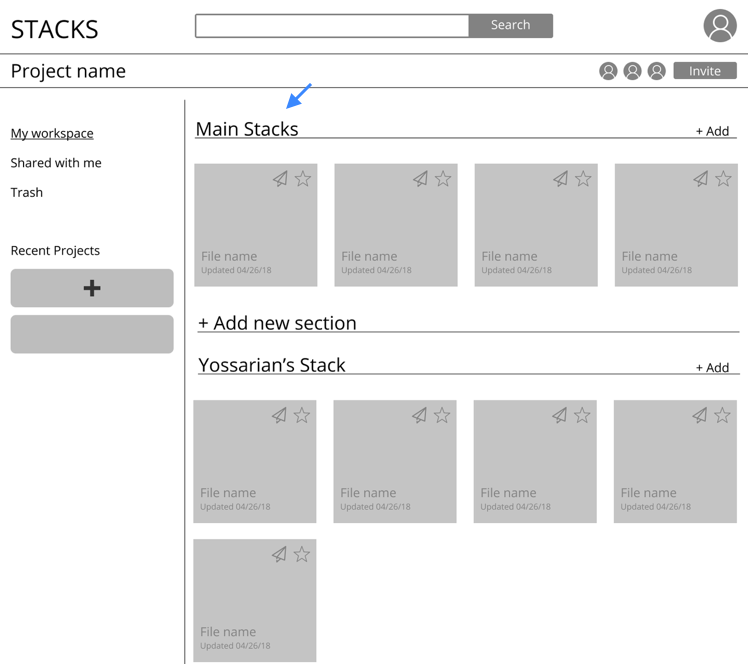 STACKS
Search
Project name
Invite
My workspace
Shared with me
Trash
Recent Projects
Main Stacks
+ Add
File name
Updated 04/26/18
File name
Updated 04/26/18
File name
Updated 04/26/18
File name
Updated 04/26/18
+ Add new section
Yossarian’s Stack
+ Add
File name
Updated 04/26/18
File name
Updated 04/26/18
File name
Updated 04/26/18
File name
Updated 04/26/18
File name
Updated 04/26/18